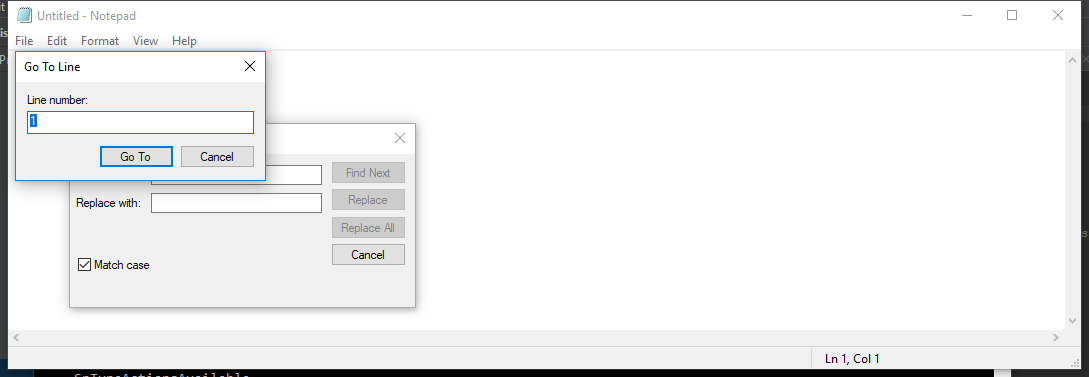 Untitled - Notepad
File Edit Format View Help
Go To Line
Line number:
1
Go To Cancel
Find Next
Replace with:
Replace
Replace All
Cancel
Match case
Ln 1, Col 1